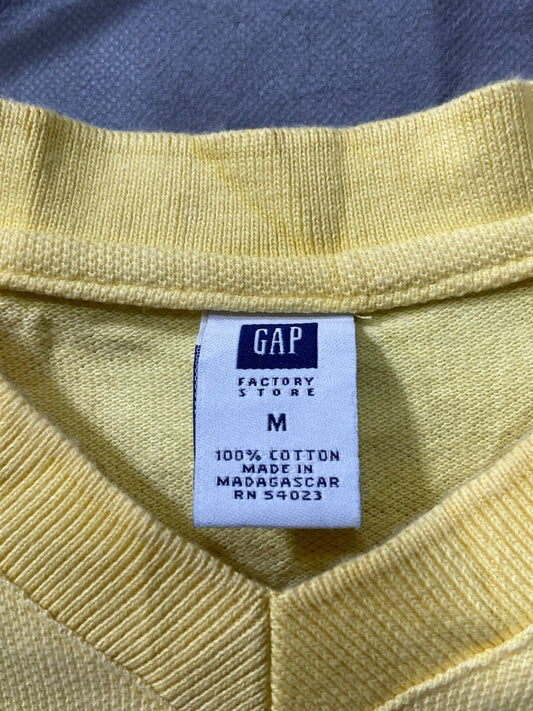 GAP
FACTORY
STORE
M
100% COTTON
MADE IN
MADAGASCAR
RN 54023